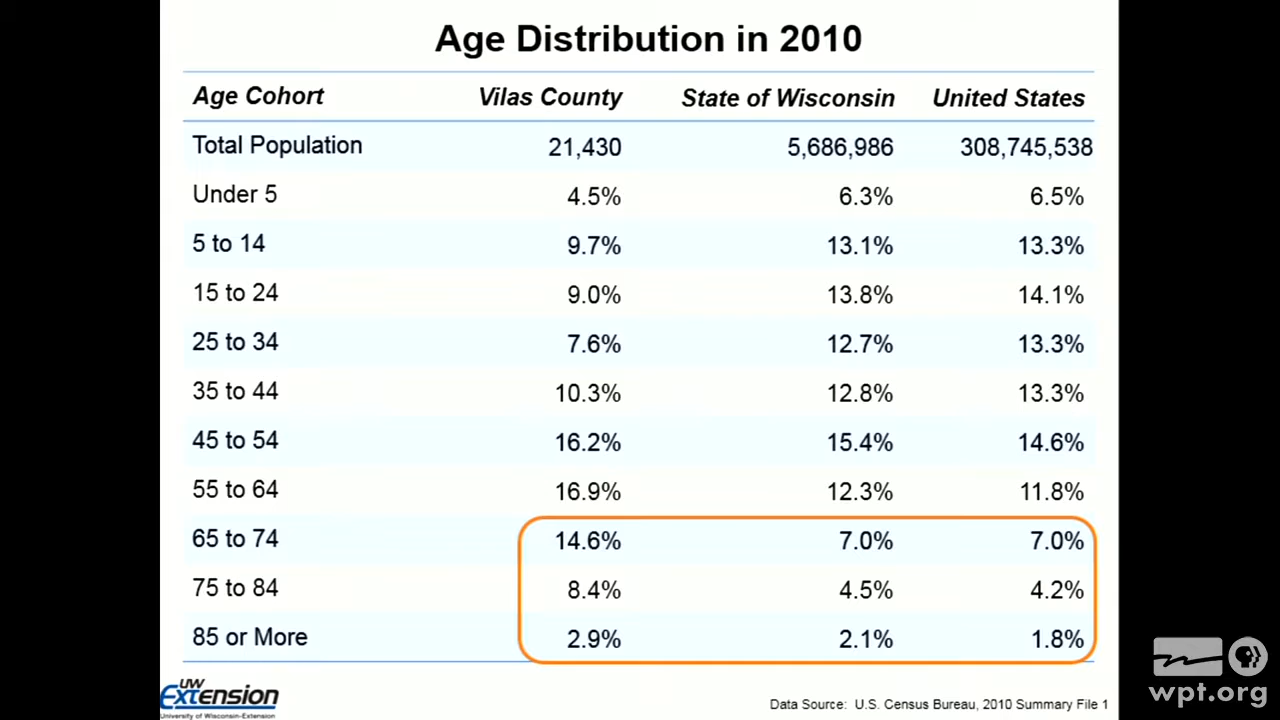 Age Distribution in 2010
Age Cohort Vilas County State of Wisconsin United States
Total Population 21,430 5,686,986 308,745,538
Under 5 4.5% 6.3% 6.5%
5 to 14 9.7% 13.1% 13.3%
15 to 24 9.0% 13.8% 14.1%
25 to 34 7.6% 12.7% 13.3%
35 to 44 10.3% 12.8% 13.3%
45 to 54 16.2% 15.4% 14.6%
55 to 64 16.9% 12.3% 11.8%
65 to 74 14.6% 7.0% 7.0%
75 to 84 8.4% 4.5% 4.2%
85 or More 2.9% 2.1% 1.8%
UW
Extension
University of Wisconsin-Extension
Data Source: U.S. Census Bureau, 2010 Summary File 1
wpt.org